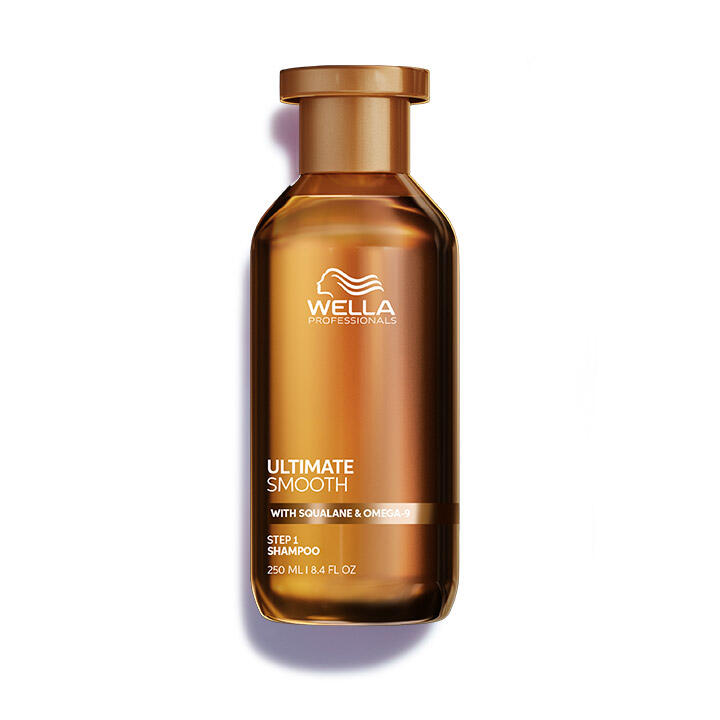 WELLA
PROFESSIONALS
ULTIMATE
SMOOTH
WITH SQUALANE & OMEGA-9
STEP 1
SHAMPOO
250 ML | 8.4 FL OZ